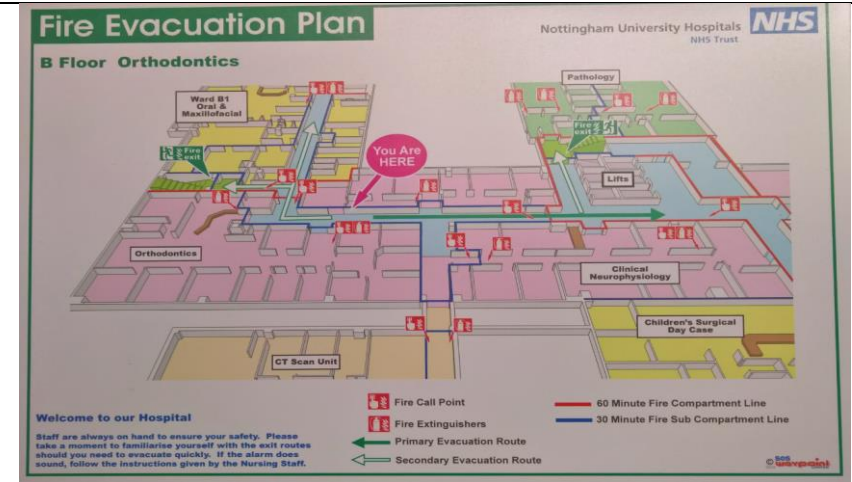 Fire Evacuation Plan
Nottingham University Hospitals
NHS
NHS Trust
B Floor Orthodontics
Ward B1
Oral &
Maxillofacial
Fire
exit
You Are
HERE
Pathology
Fire
exit
Lifts
Orthodontics
Clinical
Neurophysiology
Children's Surgical
Day Case
CT Scan Unit
Fire Call Point
Fire Extinguishers
Primary Evacuation Route
Secondary Evacuation Route
60 Minute Fire Compartment Line
30 Minute Fire Sub Compartment Line
Welcome to our Hospital
Staff are always on hand to ensure your safety. Please
take a moment to familiarise yourself with the exit routes
should you need to evacuate quickly. If the alarm does
sound, follow the instructions given by the Nursing Staff.